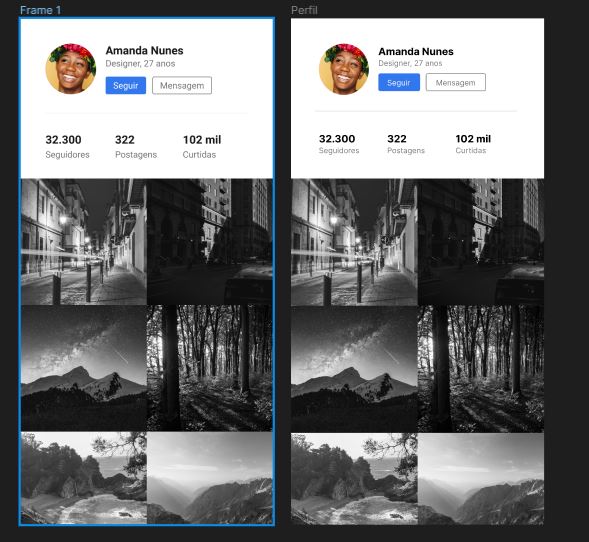 Frame 1
Amanda Nunes
Designer, 27 anos
Seguir Mensagem
32.300 322 102 mil
Seguidores Postagens Curtidas
Perfil
Amanda Nunes
Designer, 27 anos
Seguir Mensagem
32.300 322 102 mil
Seguidores Postagens Curtidas